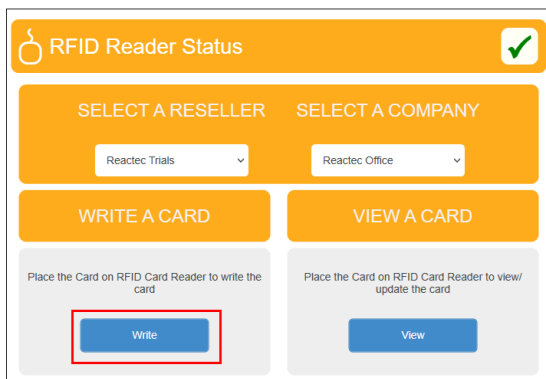 RFID Reader Status
SELECT A RESELLER
SELECT A COMPANY
Reactec Trials
Reactec Office
WRITE A CARD
VIEW A CARD
Place the Card on RFID Card Reader to write the
card
Place the Card on RFID Card Reader to view/
update the card
Write
View